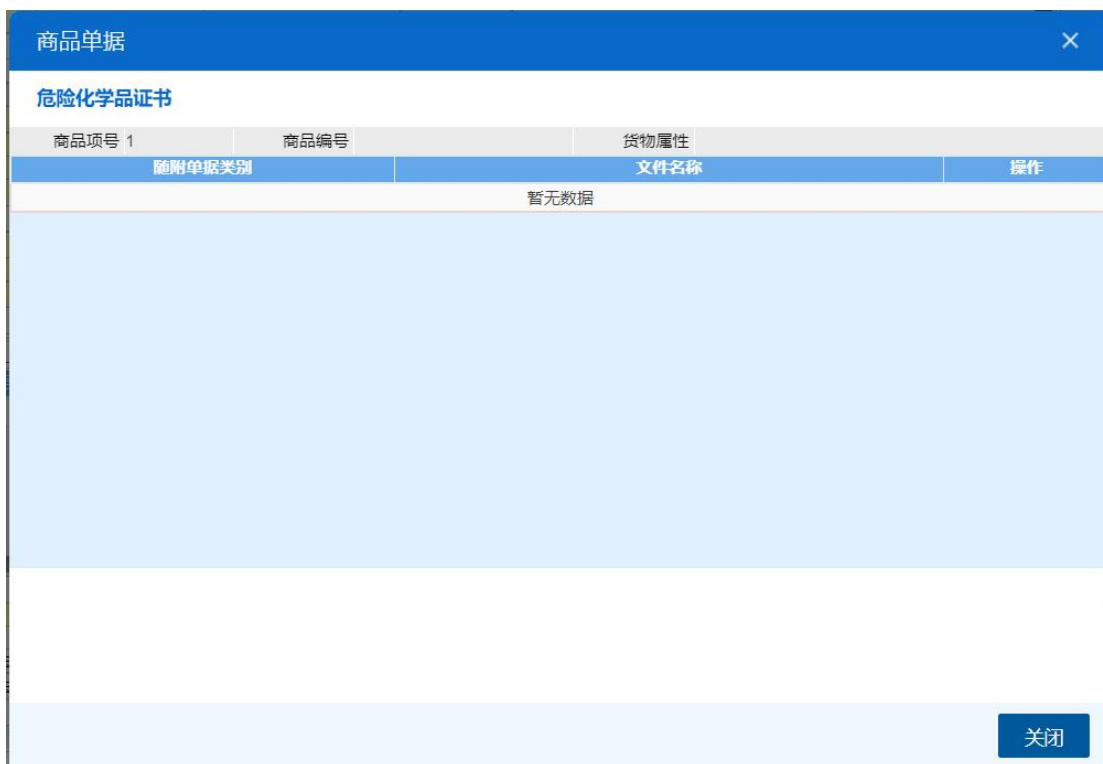 商品单据
危险化学品证书
商品项号 1 商品编号 货物属性
随附单据类别 文件名称 操作
暂无数据
关闭